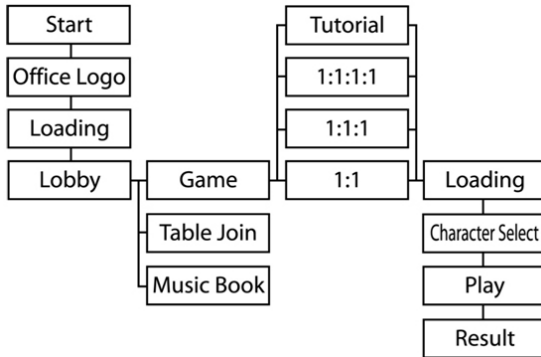 Start
Office Logo
Loading
Lobby
Game
Table Join
Music Book
Tutorial
1:1:1:1
1:1:1
1:1
Loading
Character Select
Play
Result